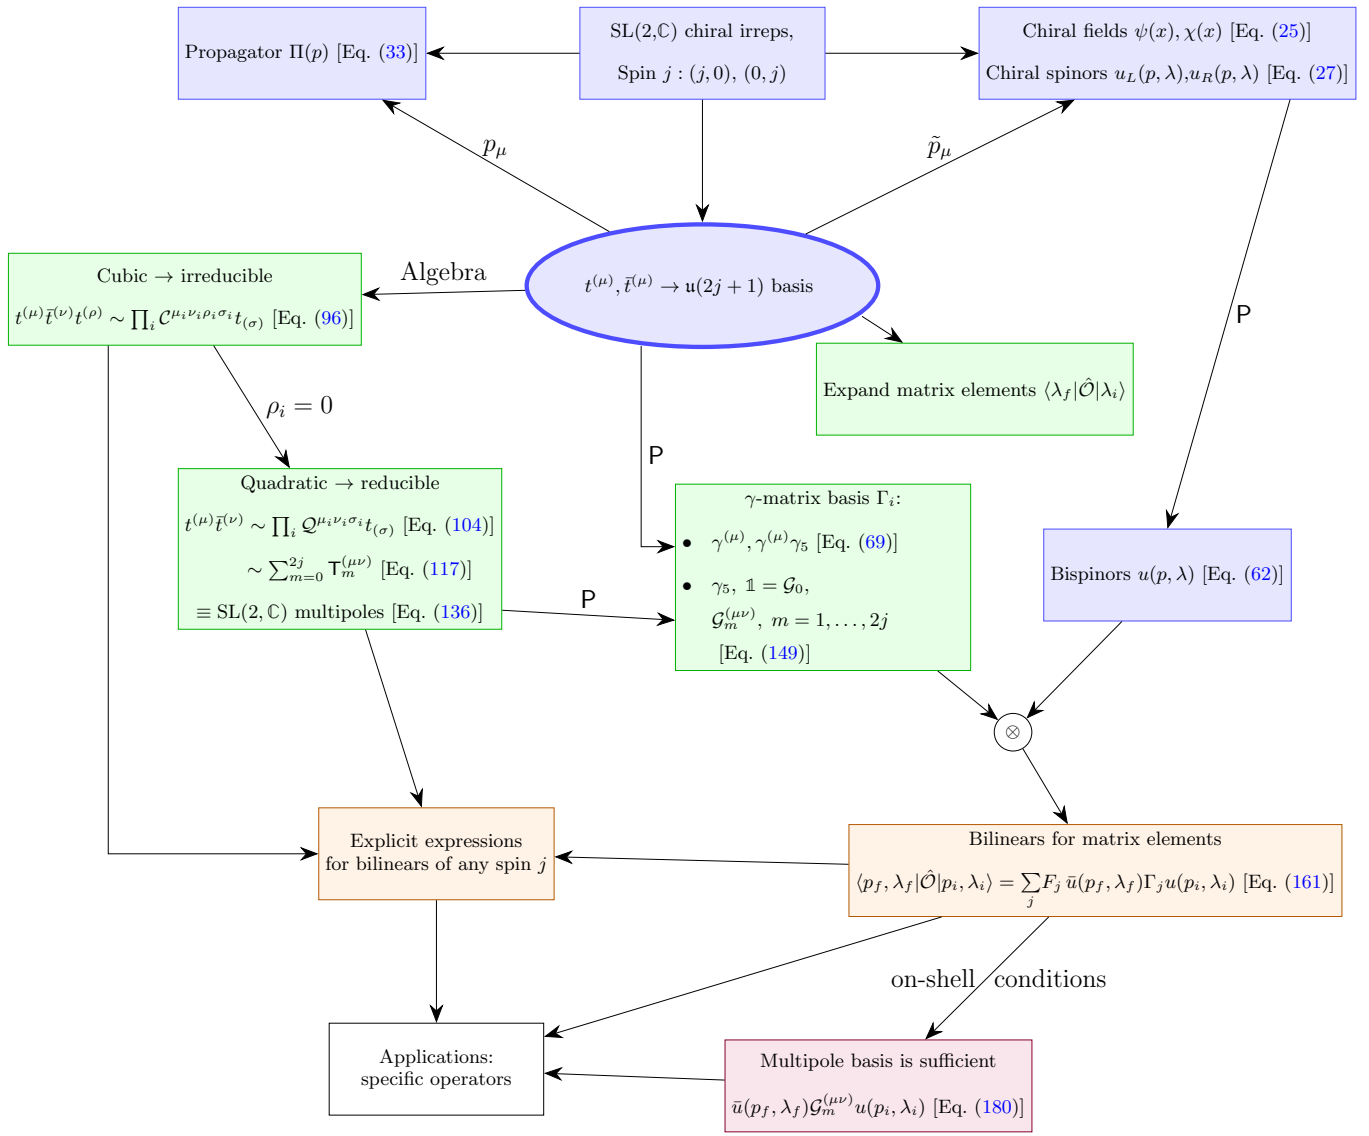 Propagator Π(p) [Eq. (33)]
SL(2,ℂ) chiral irreps,
Spin j : (j, 0), (0, j)
Chiral fields ψ(x), χ(x) [Eq. (25)]
Chiral spinors u_L(p, λ),u_R(p, λ) [Eq. (27)]
p_μ
p̃_μ
t^(μ), t̄^(μ) → 𝔲(2j + 1) basis
Algebra
Cubic → irreducible
t^(μ) t̄^(ν) t^(ρ) ∼ ∏_i 𝒞^{μ_i ν_i ρ_i σ_i} t_(σ) [Eq. (96)]
P
Expand matrix elements ⟨λ_f|𝒪̂|λ_i⟩
ρ_i = 0
P
Quadratic → reducible
t^(μ) t̄^(ν) ∼ ∏_i 𝒬^{μ_i ν_i σ_i} t_(σ) [Eq. (104)]
∼ ∑_{m=0}^{2j} T_m^{(μν)} [Eq. (117)]
≡ SL(2, ℂ) multipoles [Eq. (136)]
P
γ-matrix basis Γ_i:
• γ^(μ), γ^(μ)γ_5 [Eq. (69)]
• γ_5, 𝟙 = 𝒢_0,
𝒢_m^{(μν)}, m = 1, . . . , 2j
[Eq. (149)]
Bispinors u(p, λ) [Eq. (62)]
⊗
Explicit expressions
for bilinears of any spin j
Bilinears for matrix elements
⟨p_f, λ_f|𝒪̂|p_i, λ_i⟩ = ∑_j F_j ū(p_f, λ_f)Γ_j u(p_i, λ_i) [Eq. (161)]
on-shell conditions
Applications:
specific operators
Multipole basis is sufficient
ū(p_f, λ_f)𝒢_m^{(μν)} u(p_i, λ_i) [Eq. (180)]